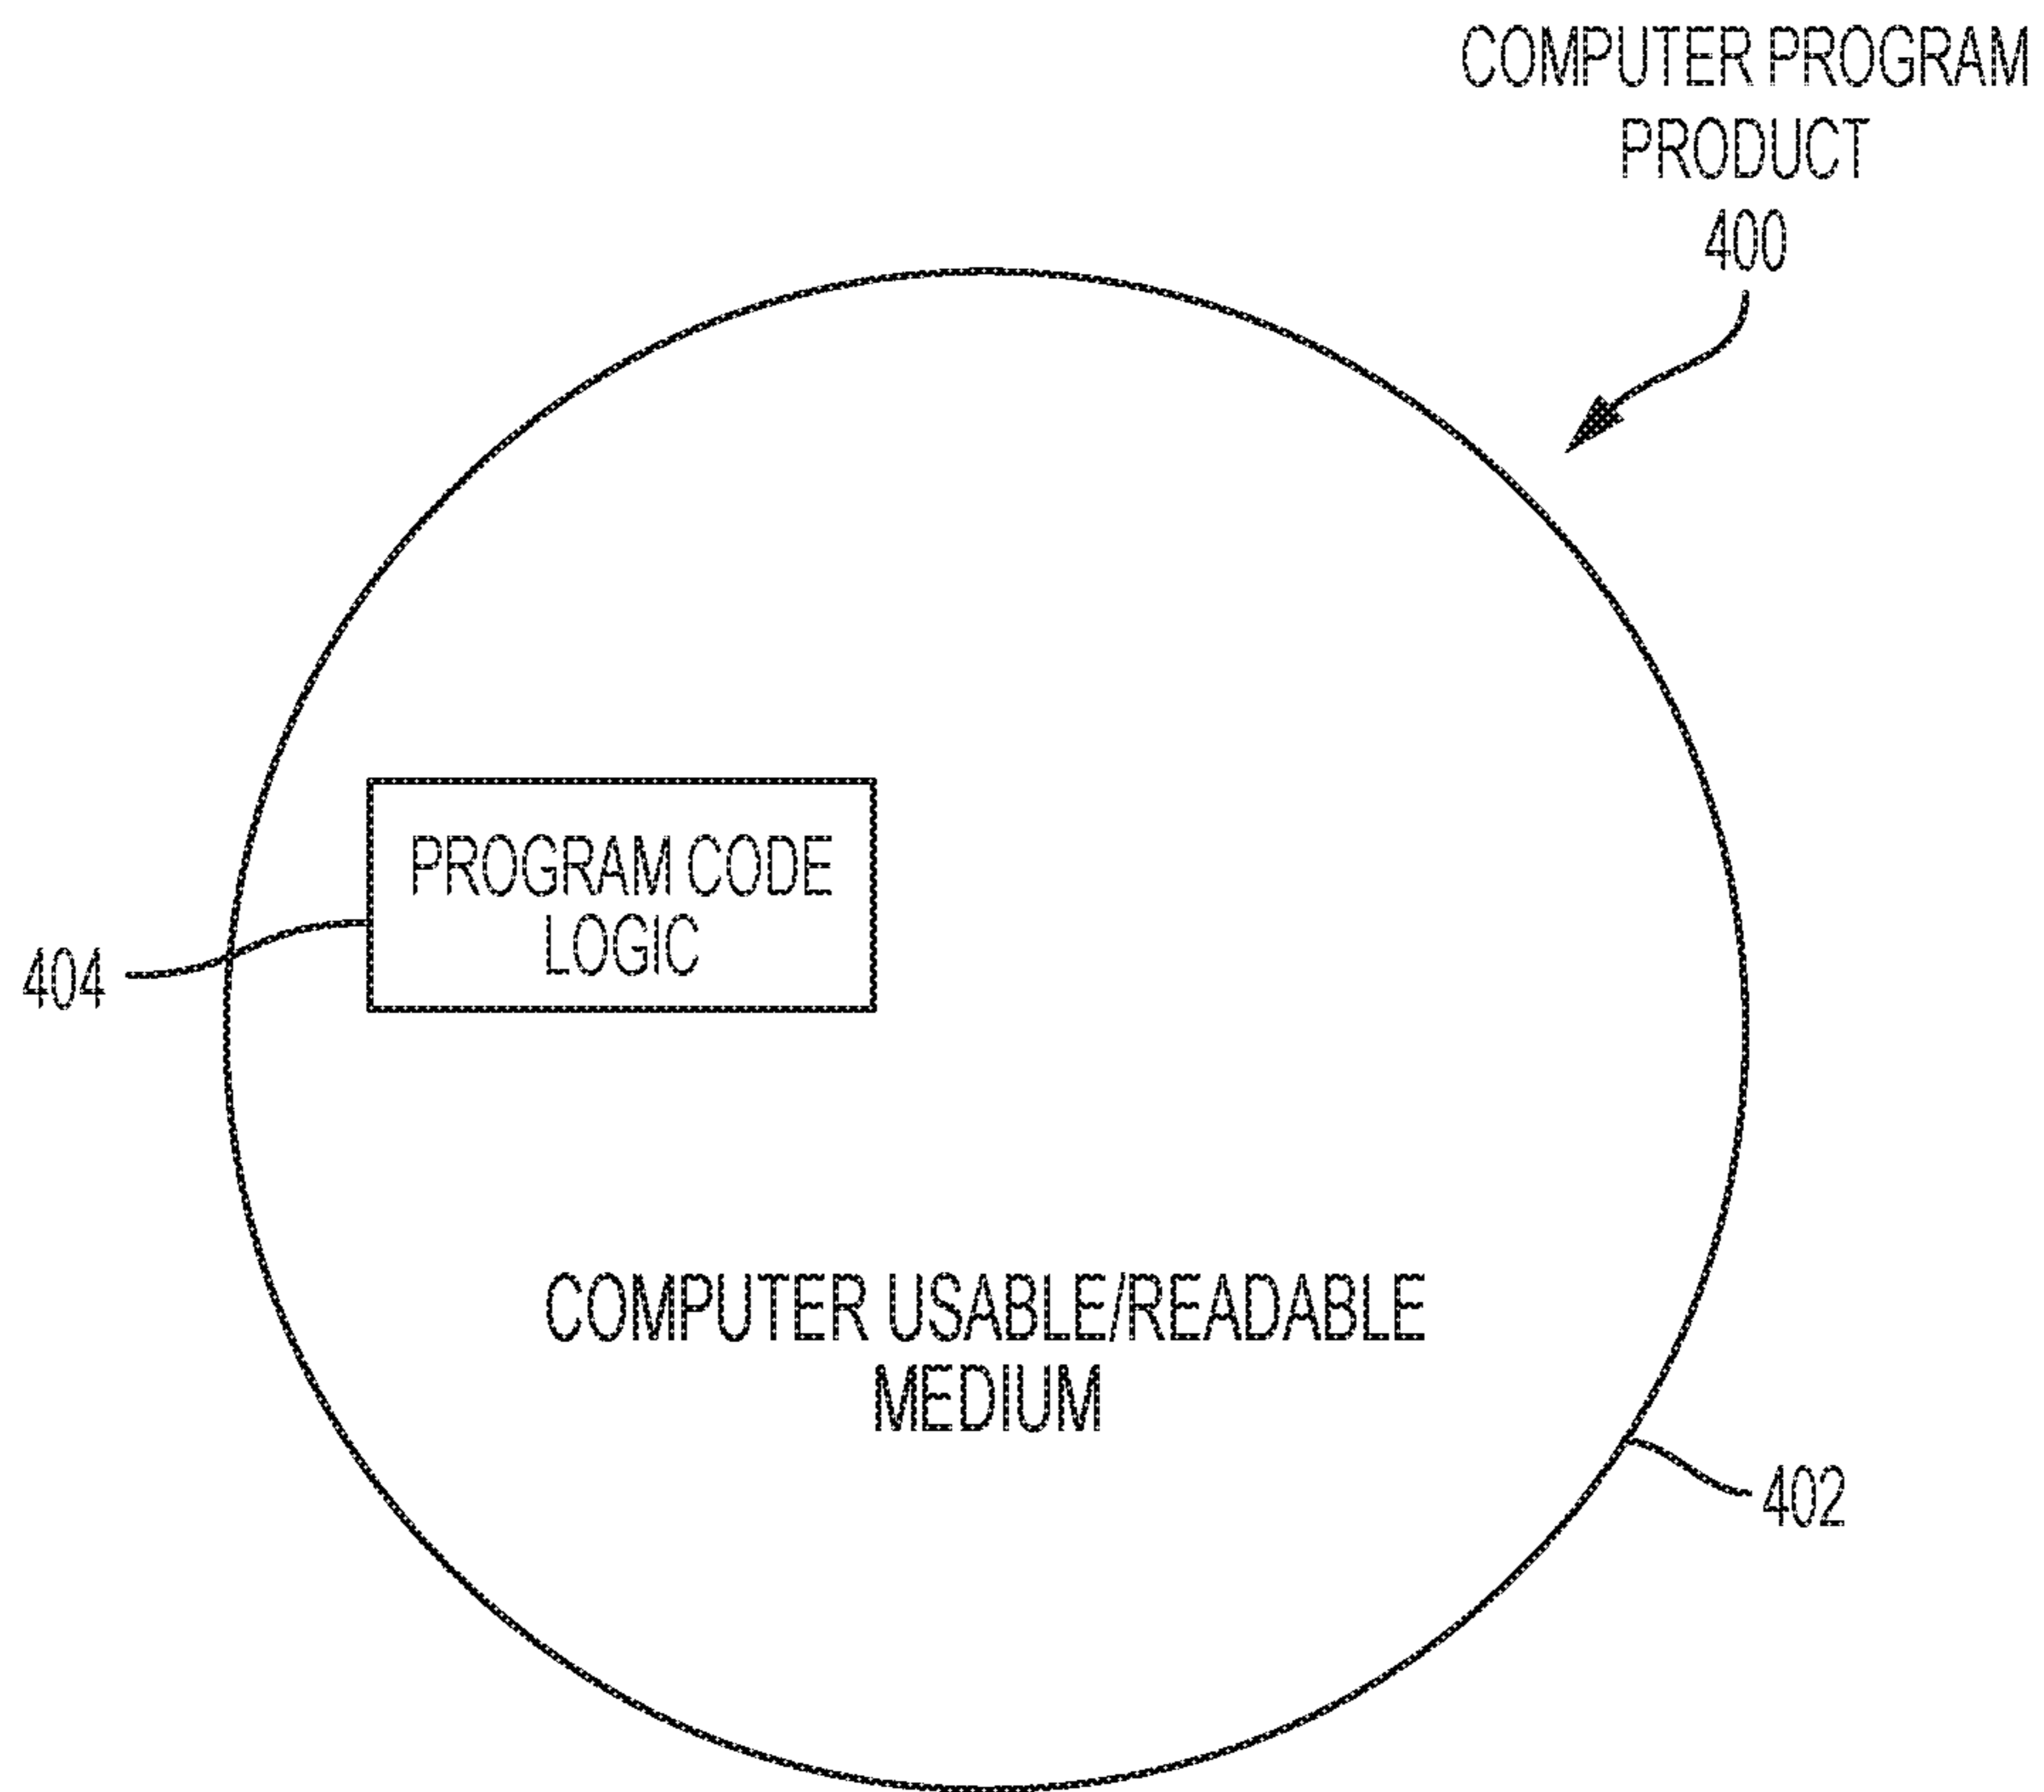 COMPUTER PROGRAM
PRODUCT
400
PROGRAM CODE
LOGIC
404
COMPUTER USABLE/READABLE
MEDIUM
402